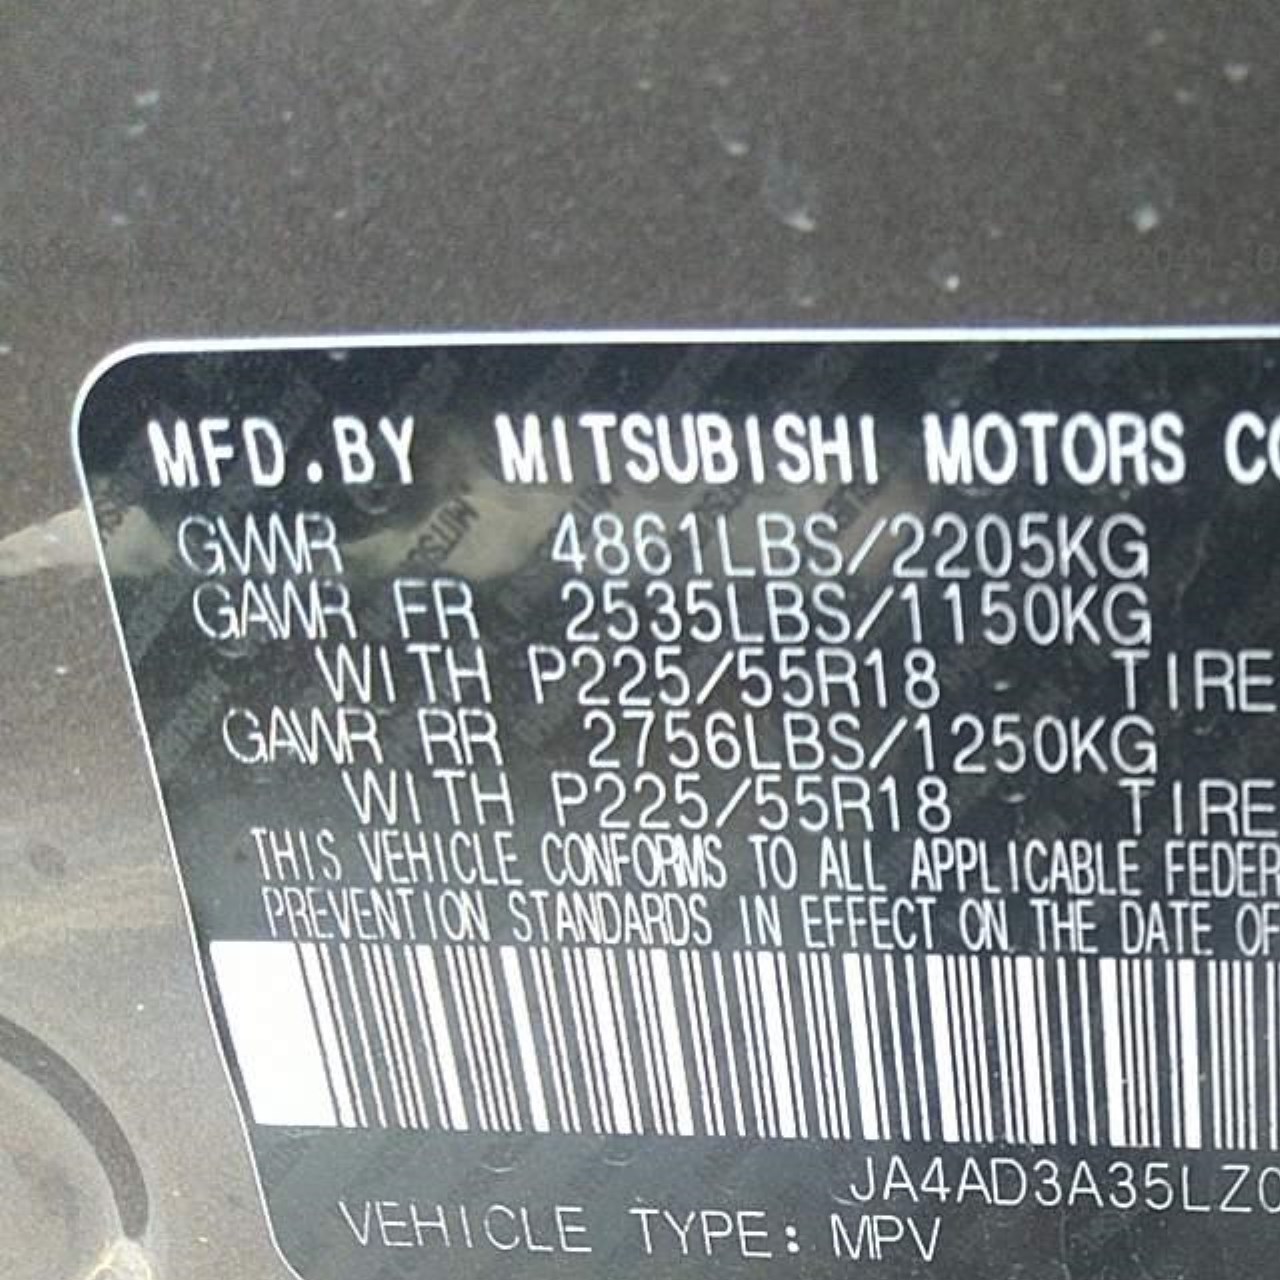 MFD.BY MITSUBISHI MOTORS CO
GVWR 4861LBS/2205KG
GAWR FR 2535LBS/1150KG
WITH P225/55R18 TIRE
GAWR RR 2756LBS/1250KG
WITH P225/55R18 TIRE
THIS VEHICLE CONFORMS TO ALL APPLICABLE FEDER
PREVENTION STANDARDS IN EFFECT ON THE DATE OF
JA4AD3A35LZ0
VEHICLE TYPE: MPV